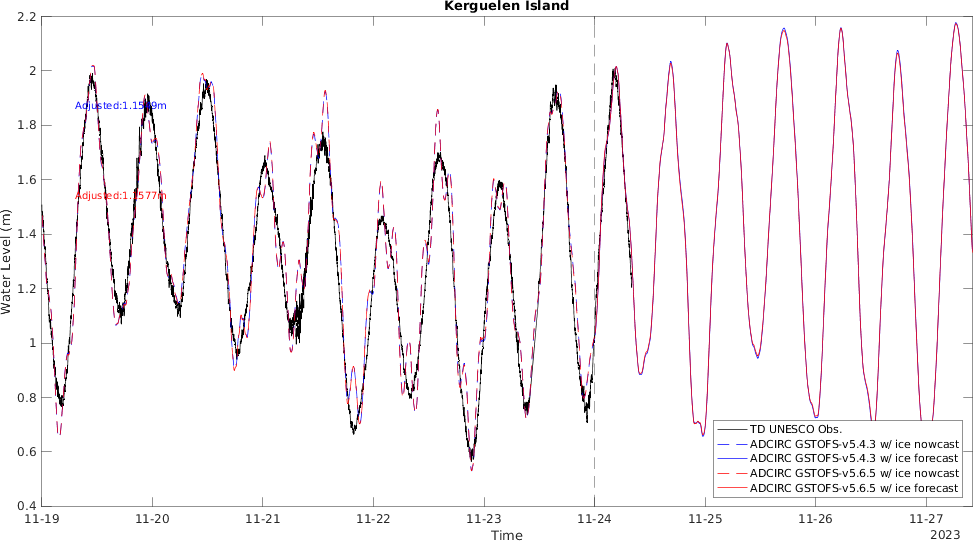 Kerguelen Island
2.2
2
1.8
1.6
1.4
1.2
1
0.8
0.6
0.4
Water Level (m)
Adjusted:1.1577m
TD UNESCO Obs.
ADCIRC GSTOFS-v5.4.3 w/ ice nowcast
ADCIRC GSTOFS-v5.4.3 w/ ice forecast
ADCIRC GSTOFS-v5.6.5 w/ ice nowcast
ADCIRC GSTOFS-v5.6.5 w/ ice forecast
11-19
11-20
11-21
11-22
11-23
11-24
11-25
11-26
11-27
Time
2023